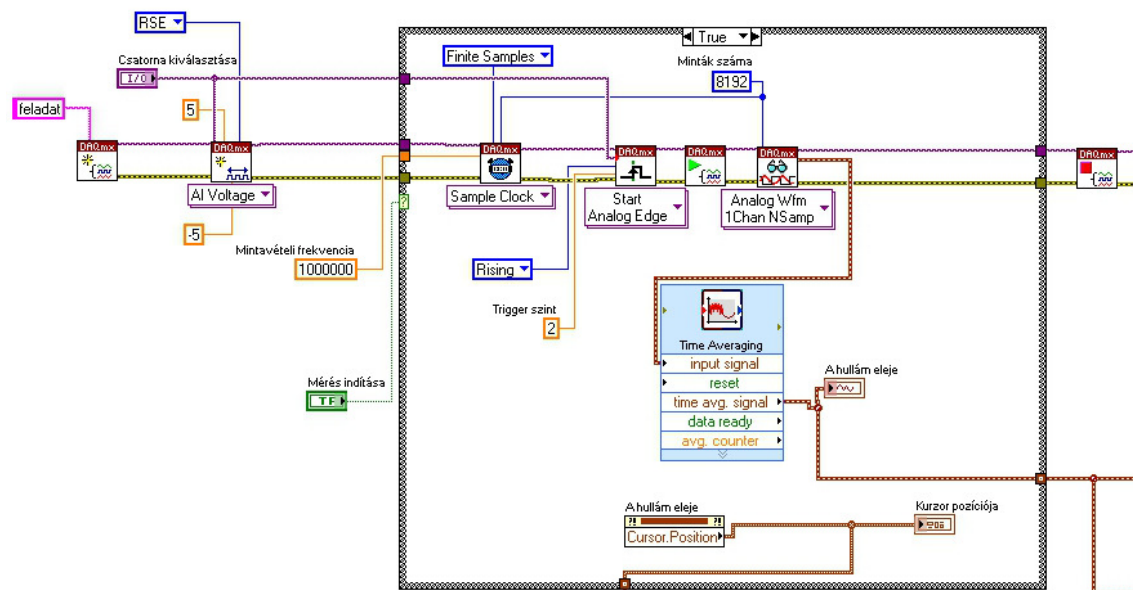 RSE
True
Csatorna kiválasztása
I/O
Finite Samples
Minták száma
8192
feladat
5
DAQmx
DAQmx
DAQmx
DAQmx
DAQmx
DAQmx
DAQmx
AI Voltage
Sample Clock
Start
Analog Edge
Analog Wfm
1Chan NSamp
-5
?
Mintavételi frekvencia
1000000
Rising
Trigger szint
2
Time Averaging
input signal
reset
time avg. signal
data ready
avg. counter
A hullám eleje
Mérés indítása
TF
A hullám eleje
?! ?!
Cursor.Position
Kurzor pozíciója